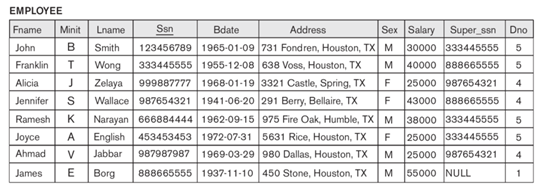 EMPLOYEE
Fname Minit Lname Ssn Bdate Address Sex Salary Super_ssn Dno
John B Smith 123456789 1965-01-09 731 Fondren, Houston, TX M 30000 333445555 5
Franklin T Wong 333445555 1955-12-08 638 Voss, Houston, TX M 40000 888665555 5
Alicia J Zelaya 999887777 1968-01-19 3321 Castle, Spring, TX F 25000 987654321 4
Jennifer S Wallace 987654321 1941-06-20 291 Berry, Bellaire, TX F 43000 888665555 4
Ramesh K Narayan 666884444 1962-09-15 975 Fire Oak, Humble, TX M 38000 333445555 5
Joyce A English 453453453 1972-07-31 5631 Rice, Houston, TX F 25000 333445555 5
Ahmad V Jabbar 987987987 1969-03-29 980 Dallas, Houston, TX M 25000 987654321 4
James E Borg 888665555 1937-11-10 450 Stone, Houston, TX M 55000 NULL 1